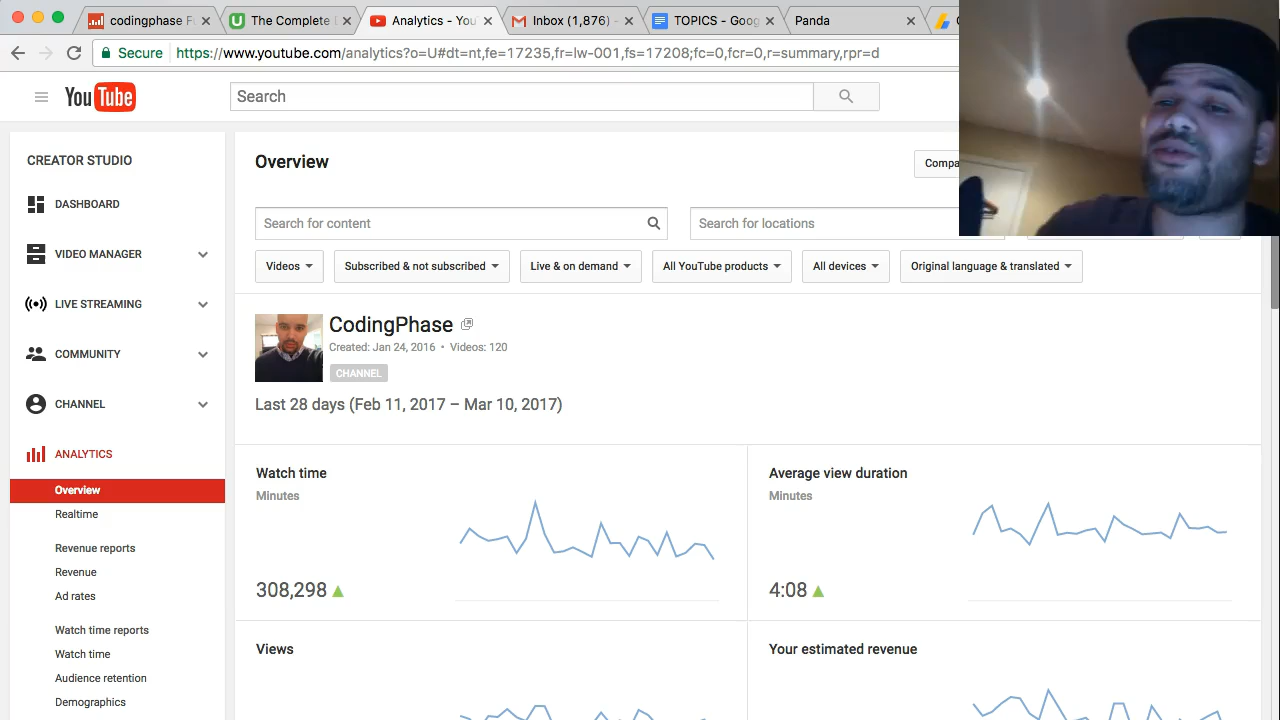 codingphase F
The Complete
Analytics - You
Inbox (1,876) -
TOPICS - Goog
Panda
Secure
https://www.youtube.com/analytics?o=U#dt=nt,fe=17235,fr=lw-001,fs=17208;fc=0,fcr=0,r=summary,rpr=d
YouTube
Search
CREATOR STUDIO
DASHBOARD
VIDEO MANAGER
LIVE STREAMING
COMMUNITY
CHANNEL
ANALYTICS
Overview
Realtime
Revenue reports
Revenue
Ad rates
Watch time reports
Watch time
Audience retention
Demographics
Overview
Compa
Search for content
Search for locations
Videos
Subscribed & not subscribed
Live & on demand
All YouTube products
All devices
Original language & translated
CodingPhase
Created: Jan 24, 2016 • Videos: 120
CHANNEL
Last 28 days (Feb 11, 2017 – Mar 10, 2017)
Watch time
Minutes
308,298
Average view duration
Minutes
4:08
Views
Your estimated revenue